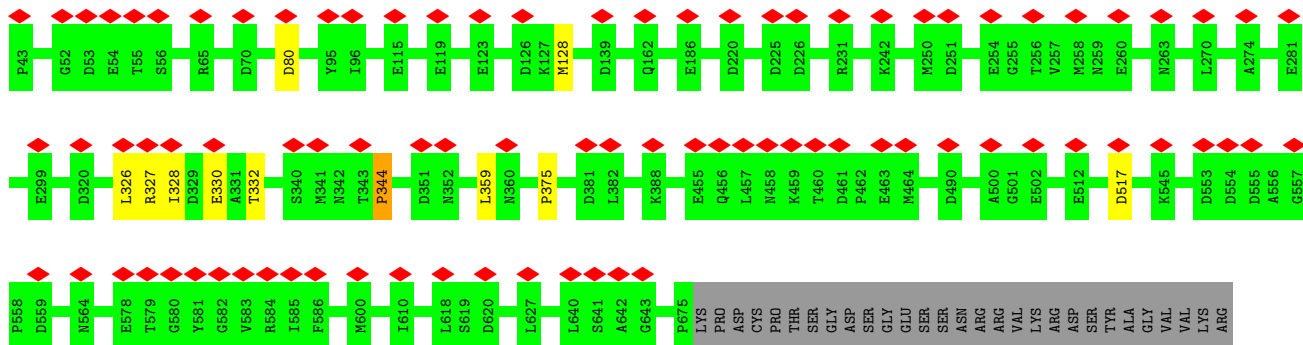 P43 G52 D53 E54 T55 S56 R65 D70 D80 Y95 I96 E115 E119 E123 D126 K127 M128 D139 Q162 E186 D220 D225 D226 R231 K242 M250 D251 E254 G255 T256 V257 M258 N259 E260 N263 L270 A274 E281
E299 D320 L326 R327 I328 D329 E330 A331 T332 S340 M341 N342 T343 P344 D351 N352 L359 N360 P375 D381 L382 K388 E455 Q456 L457 N458 K459 T460 D461 P462 E463 M464 D490 A500 G501 E502 E512 D517 K545 D553 D554 D555 A556 G557
P558 D559 N564 E578 T579 G580 Y581 G582 V583 R584 I585 F586 M600 I610 L618 S619 D620 L627 L640 S641 A642 G643 P675 LYS PRO ASP CYS PRO THR SER GLY ASP SER GLY GLU SER SER ASN ARG ARG VAL LYS ARG ASP SER TYR ALA GLY VAL VAL LYS ARG